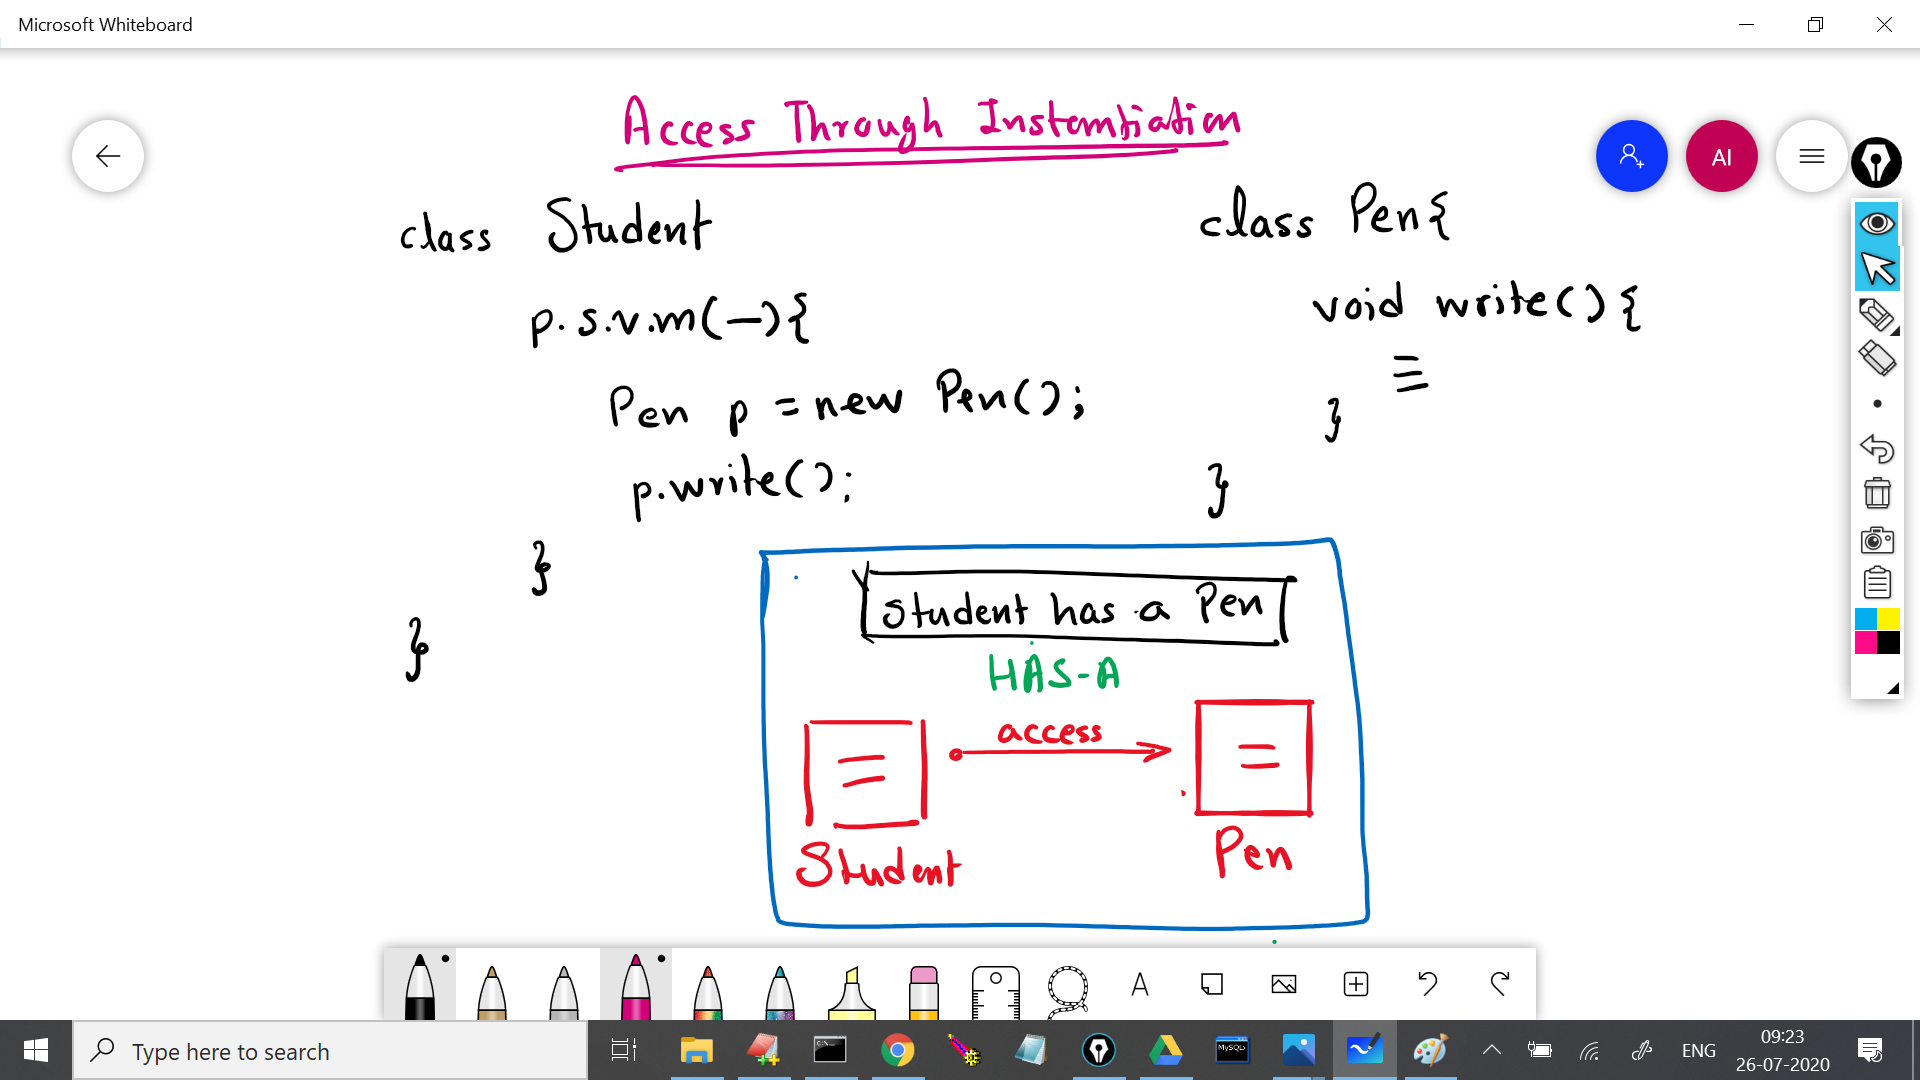 Microsoft Whiteboard
Access Through Instantiation
class Student
p.s.v.m(—){
Pen p = new Pen();
p.write();
}
}
class Pen{
void write(){
}
}
Student has a Pen
HAS-A
access
Student
Pen
AI
A
Type here to search
MySQL
ENG
09:23
26-07-2020